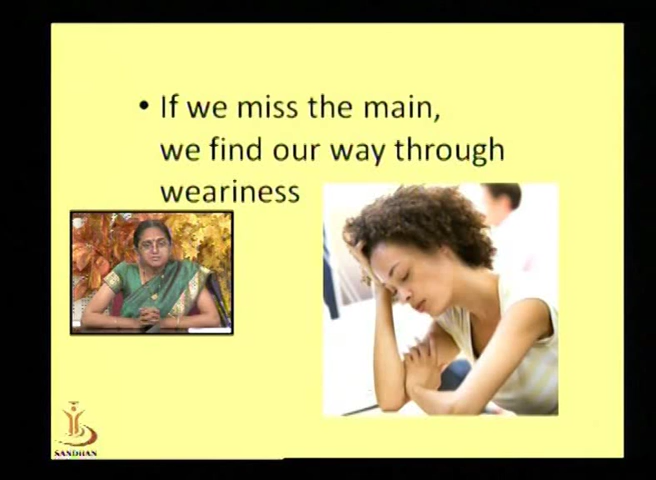 • If we miss the main,
we find our way through
weariness
SANDHAN